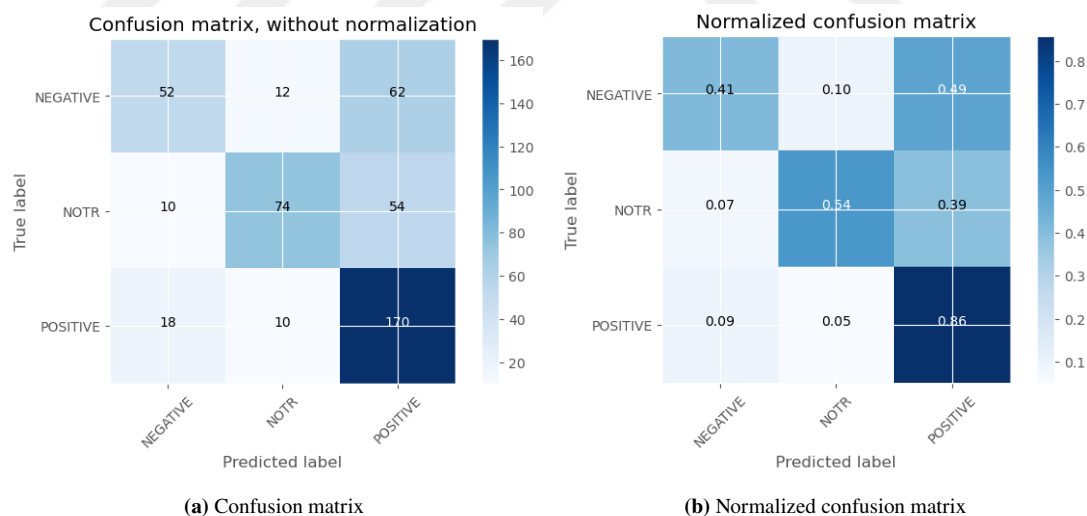 Confusion matrix, without normalization
NEGATIVE
NOTR
POSITIVE
True label
52 12 62
10 74 54
18 10 170
160
140
120
100
80
60
40
20
NEGATIVE
NOTR
POSITIVE
Predicted label
(a) Confusion matrix
Normalized confusion matrix
NEGATIVE
NOTR
POSITIVE
True label
0.41 0.10 0.49
0.07 0.54 0.39
0.09 0.05 0.86
0.8
0.7
0.6
0.5
0.4
0.3
0.2
0.1
NEGATIVE
NOTR
POSITIVE
Predicted label
(b) Normalized confusion matrix